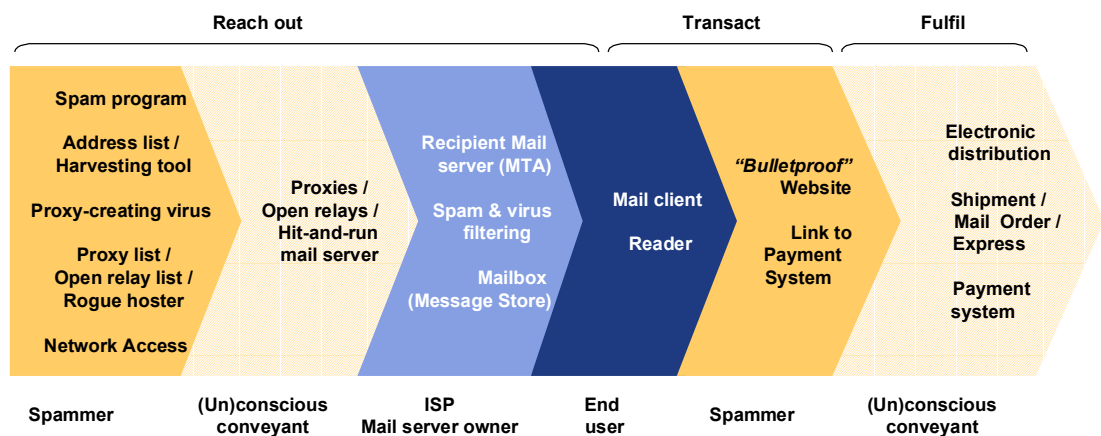 Reach out
Transact
Fulfil
Spam program
Address list /
Harvesting tool
Proxy-creating virus
Proxy list /
Open relay list /
Rogue hoster
Network Access
Proxies /
Open relays /
Hit-and-run
mail server
Recipient Mail
server (MTA)
Spam & virus
filtering
Mailbox
(Message Store)
Mail client
Reader
“Bulletproof”
Website
Link to
Payment
System
Electronic
distribution
Shipment /
Mail Order /
Express
Payment
system
Spammer
(Un)conscious
conveyant
ISP
Mail server owner
End
user
Spammer
(Un)conscious
conveyant